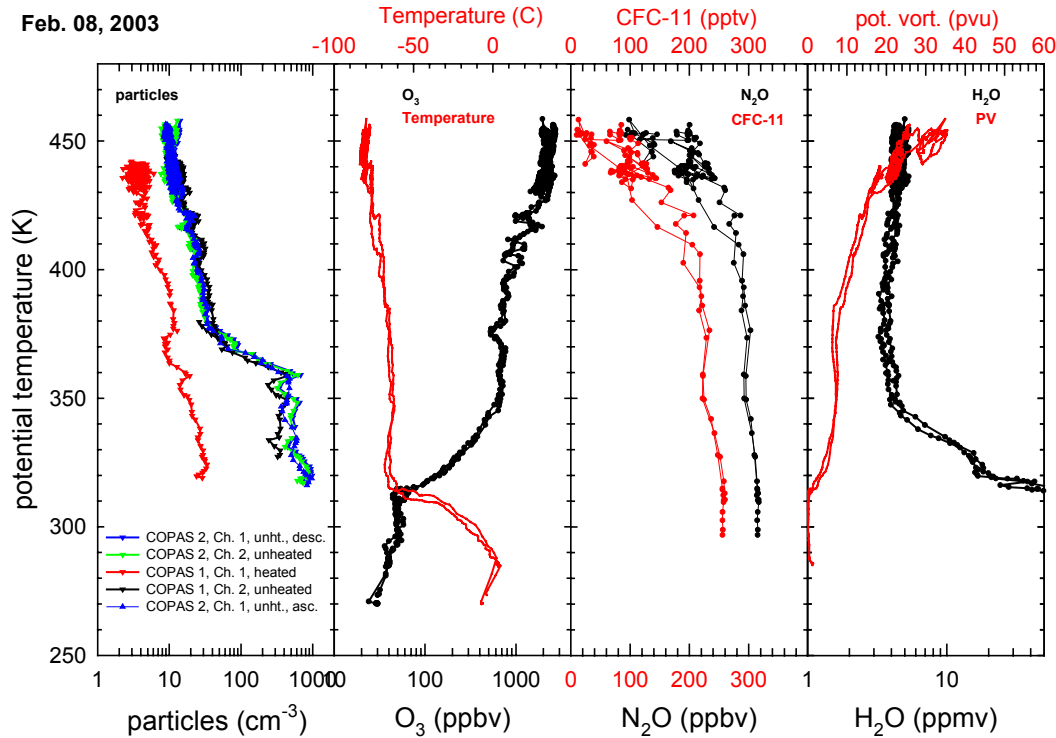 Feb. 08, 2003
Temperature (C)
CFC-11 (pptv)
pot. vort. (pvu)
-100 -50 0
0 100 200 300
0 10 20 30 40 50 60
particles
O3
Temperature
N2O
CFC-11
H2O
PV
potential temperature (K)
450
400
350
300
250
COPAS 2, Ch. 1, unht., desc.
COPAS 2, Ch. 2, unheated
COPAS 1, Ch. 1, heated
COPAS 1, Ch. 2, unheated
COPAS 2, Ch. 1, unht., asc.
1 10 100 1000
100 1000
0 100 200 300
1 10
particles (cm-3)
O3 (ppbv)
N2O (ppbv)
H2O (ppmv)